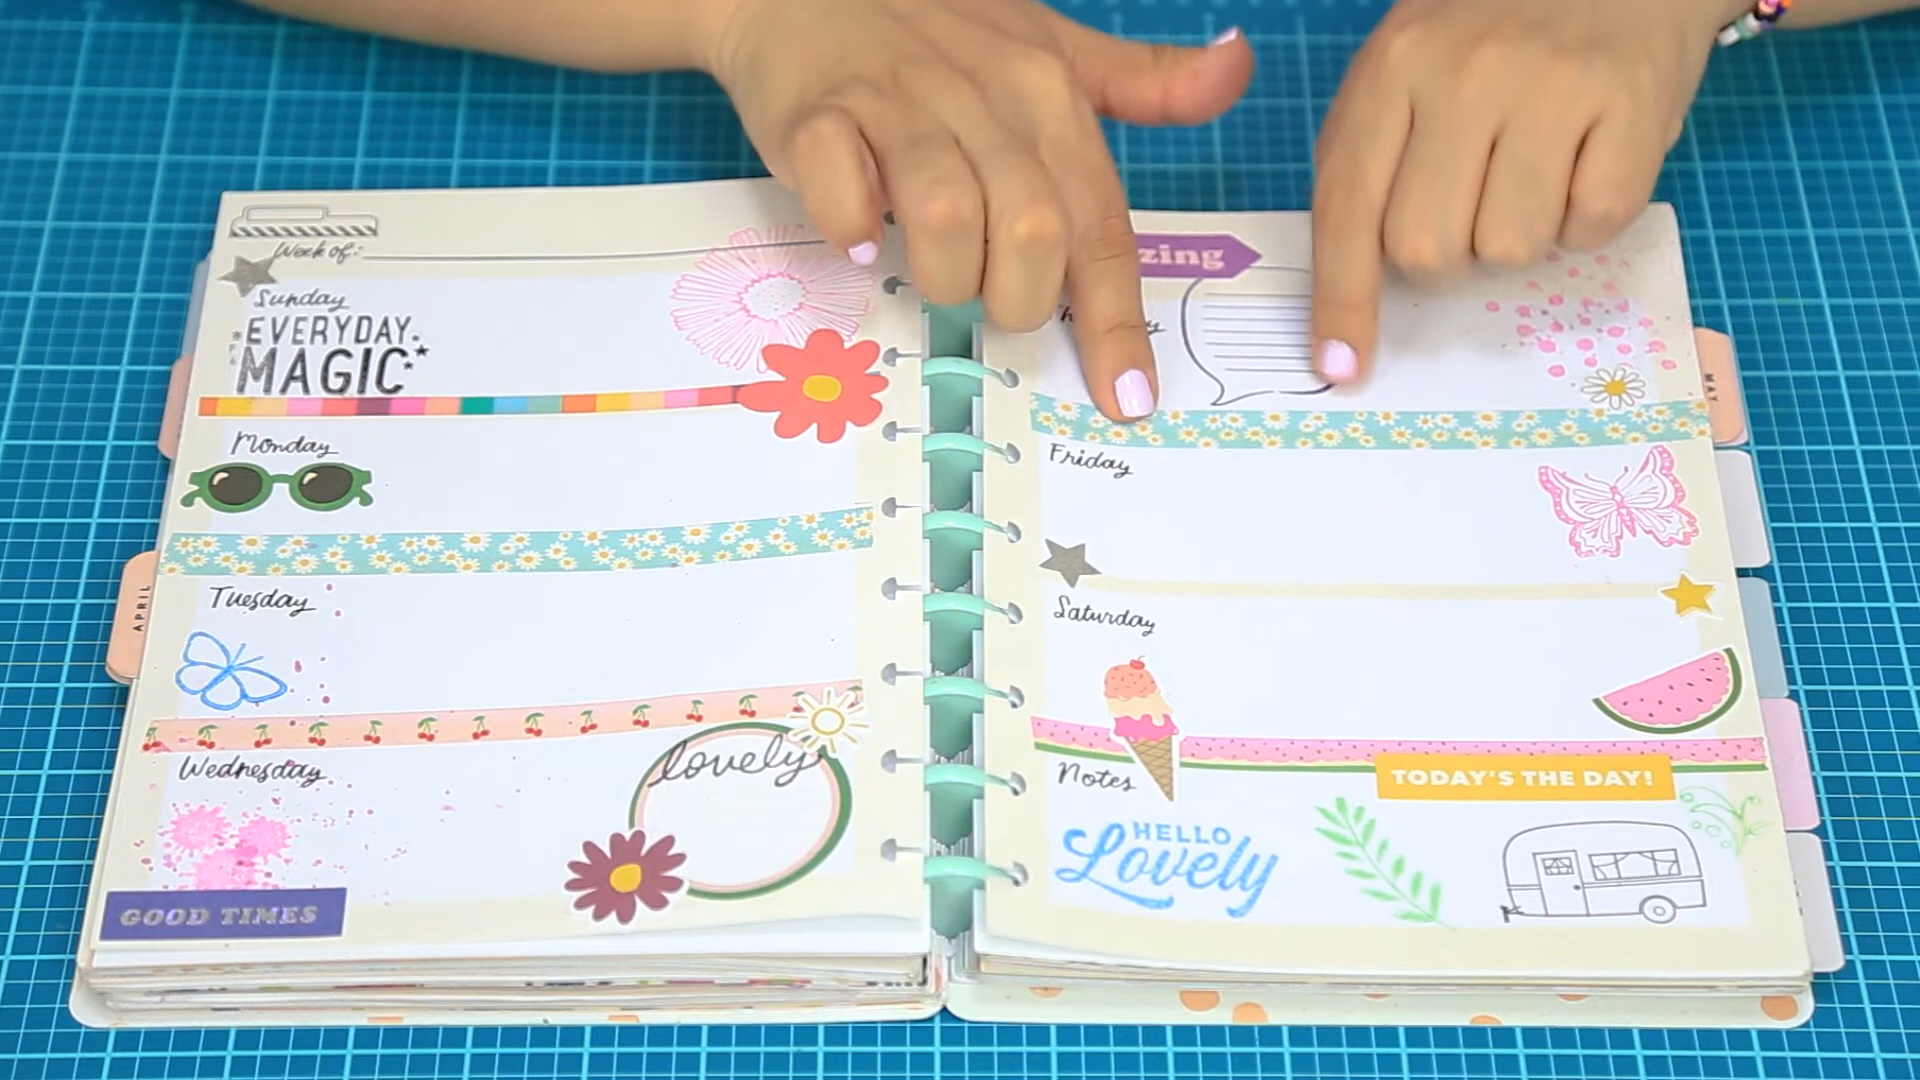 Week of:
Sunday
EVERYDAY
MAGIC
Monday
Tuesday
Wednesday
lovely
GOOD TIMES
APRIL
zing
Friday
Saturday
Notes
TODAY'S THE DAY!
HELLO
Lovely
MAY